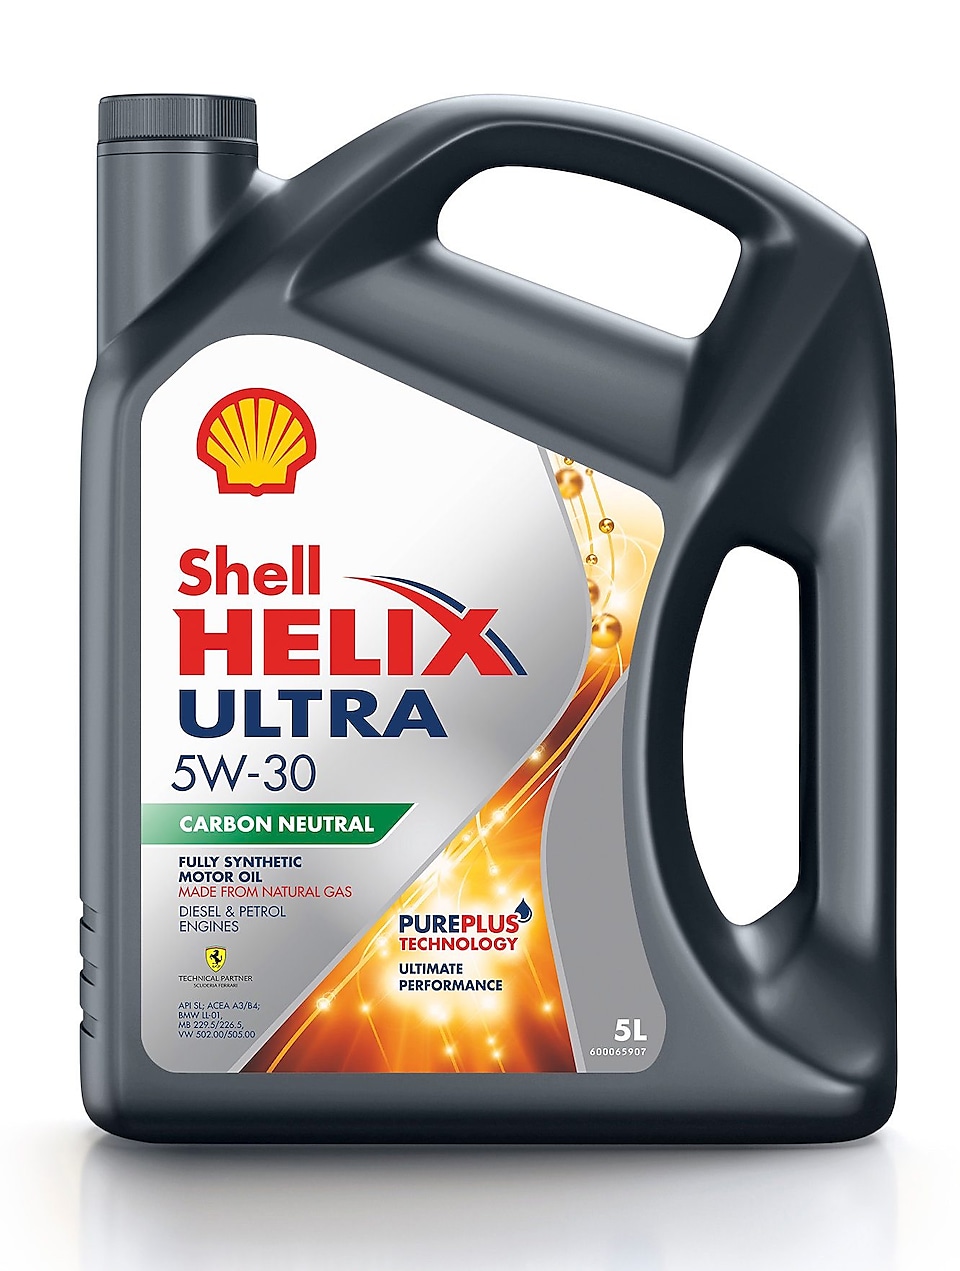 Shell
HELIX
ULTRA
5W-30
CARBON NEUTRAL
FULLY SYNTHETIC
MOTOR OIL
MADE FROM NATURAL GAS
DIESEL & PETROL
ENGINES
TECHNICAL PARTNER
SCUDERIA FERRARI
API SL; ACEA A3/B4;
BMW LL-01,
MB 229.5/226.5,
VW 502.00/505.00
PUREPLUS
TECHNOLOGY
ULTIMATE
PERFORMANCE
5L
600065907